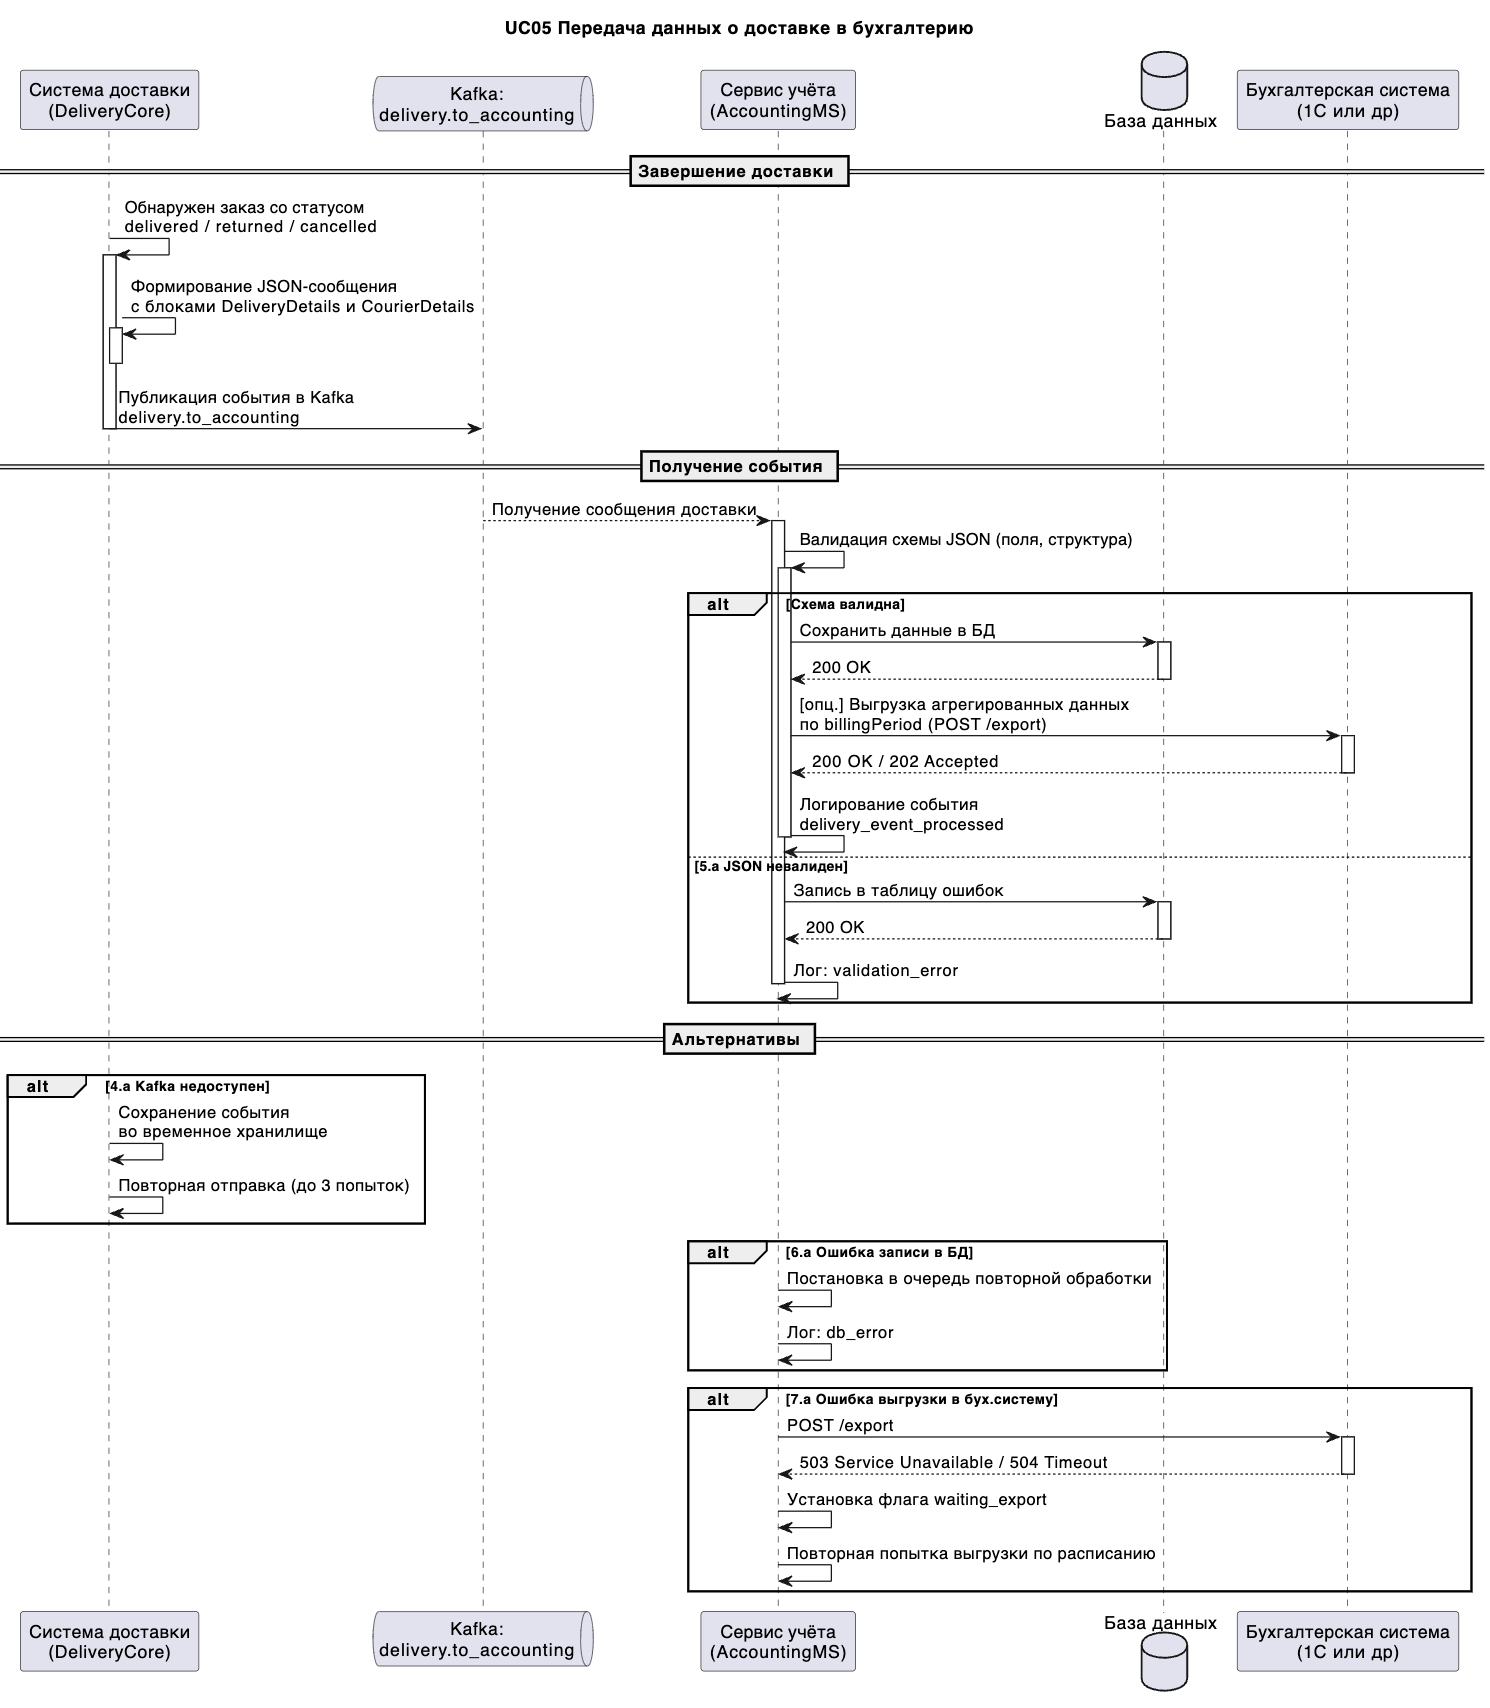 UC05 Передача данных о доставке в бухгалтерию
Система доставки
(DeliveryCore)
Kafka:
delivery.to_accounting
Сервис учёта
(AccountingMS)
База данных
Бухгалтерская система
(1С или др)
Завершение доставки
Обнаружен заказ со статусом
delivered / returned / cancelled
Формирование JSON-сообщения
с блоками DeliveryDetails и CourierDetails
Публикация события в Kafka
delivery.to_accounting
Получение события
Получение сообщения доставки
Валидация схемы JSON (поля, структура)
alt
[Схема валидна]
Сохранить данные в БД
200 OK
[опц.] Выгрузка агрегированных данных
по billingPeriod (POST /export)
200 OK / 202 Accepted
Логирование события
delivery_event_processed
[5.a JSON невалиден]
Запись в таблицу ошибок
200 OK
Лог: validation_error
Альтернативы
alt
[4.a Kafka недоступен]
Сохранение события
во временное хранилище
Повторная отправка (до 3 попыток)
alt
[6.a Ошибка записи в БД]
Постановка в очередь повторной обработки
Лог: db_error
alt
[7.a Ошибка выгрузки в бух.систему]
POST /export
503 Service Unavailable / 504 Timeout
Установка флага waiting_export
Повторная попытка выгрузки по расписанию
Система доставки
(DeliveryCore)
Kafka:
delivery.to_accounting
Сервис учёта
(AccountingMS)
База данных
Бухгалтерская система
(1С или др)